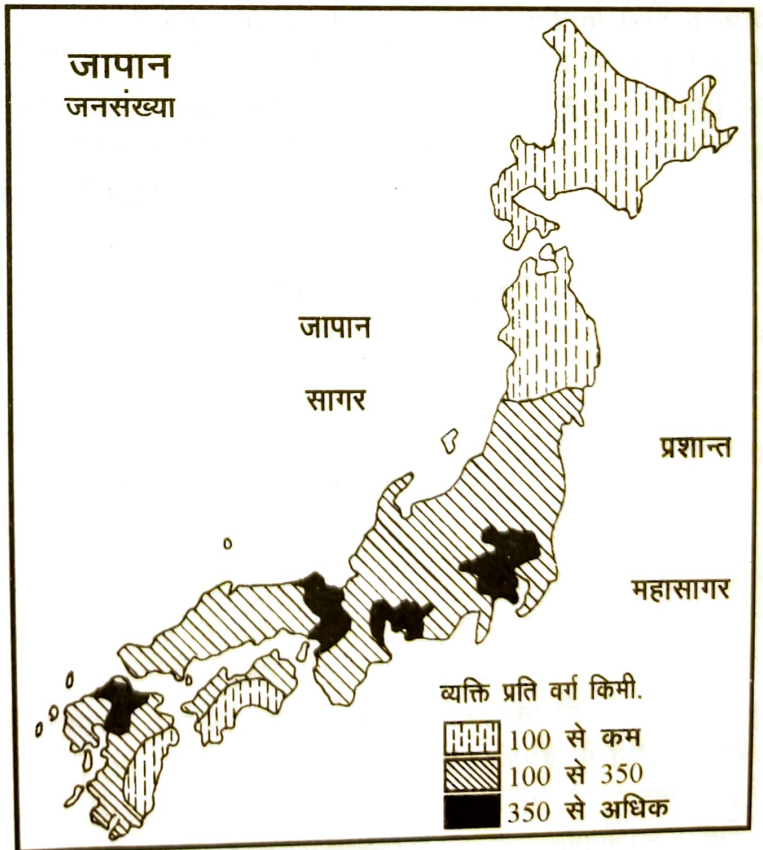 जापान
जनसंख्या
जापान
सागर
प्रशान्त
महासागर
व्यक्ति प्रति वर्ग किमी.
100 से कम
100 से 350
350 से अधिक